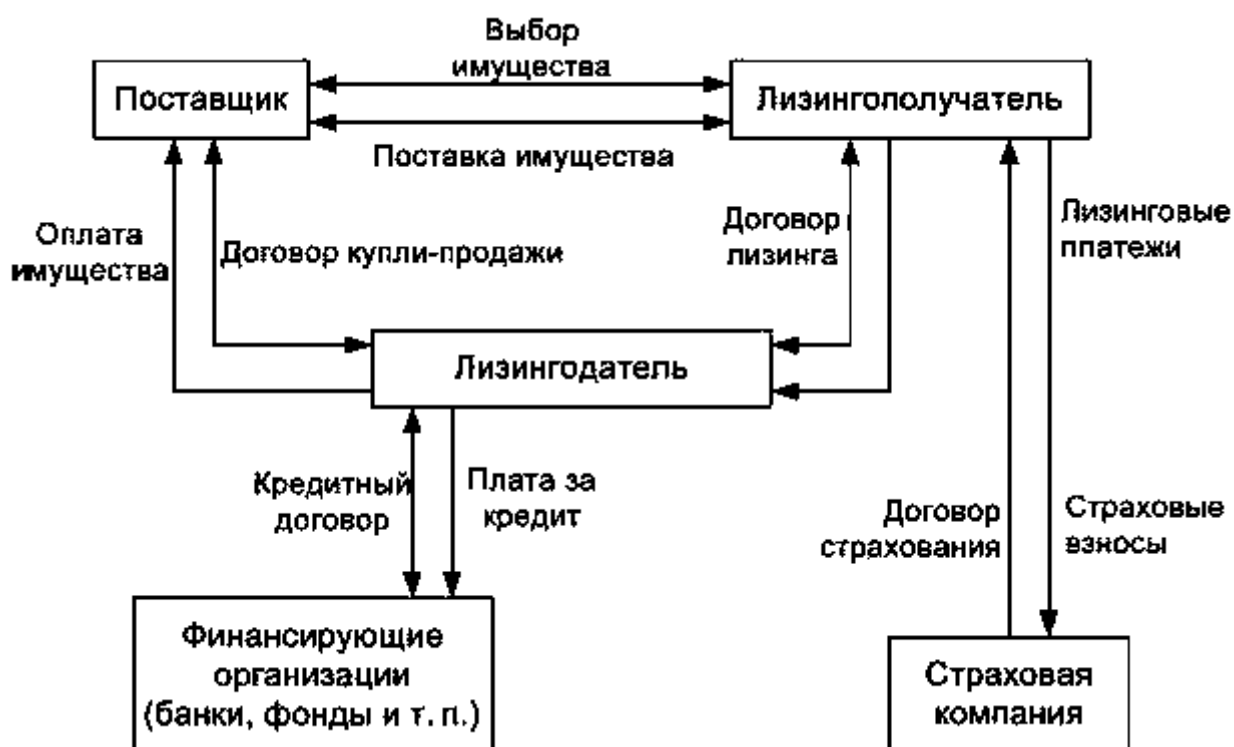 Выбор
имущества
Поставщик
Лизингополучатель
Поставка имущества
Оплата
имущества
Договор купли-продажи
Договор
лизинга
Лизинговые
платежи
Лизингодатель
Кредитный
договор
Плата за
кредит
Договор
страхования
Страховые
взносы
Финансирующие
организации
(банки, фонды и т. п.)
Страховая
компания